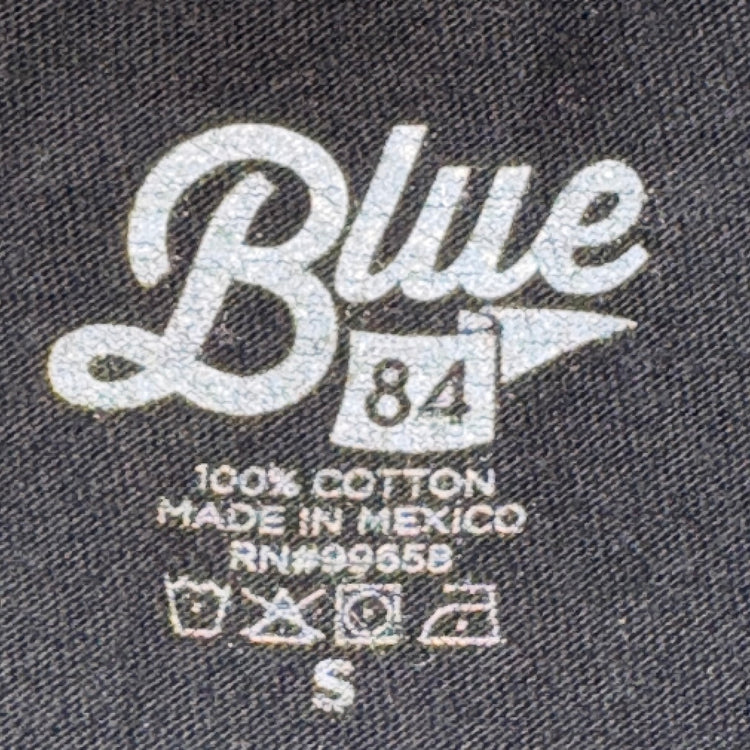 Blue
84
100% COTTON
MADE IN MEXICO
RN#99658
S